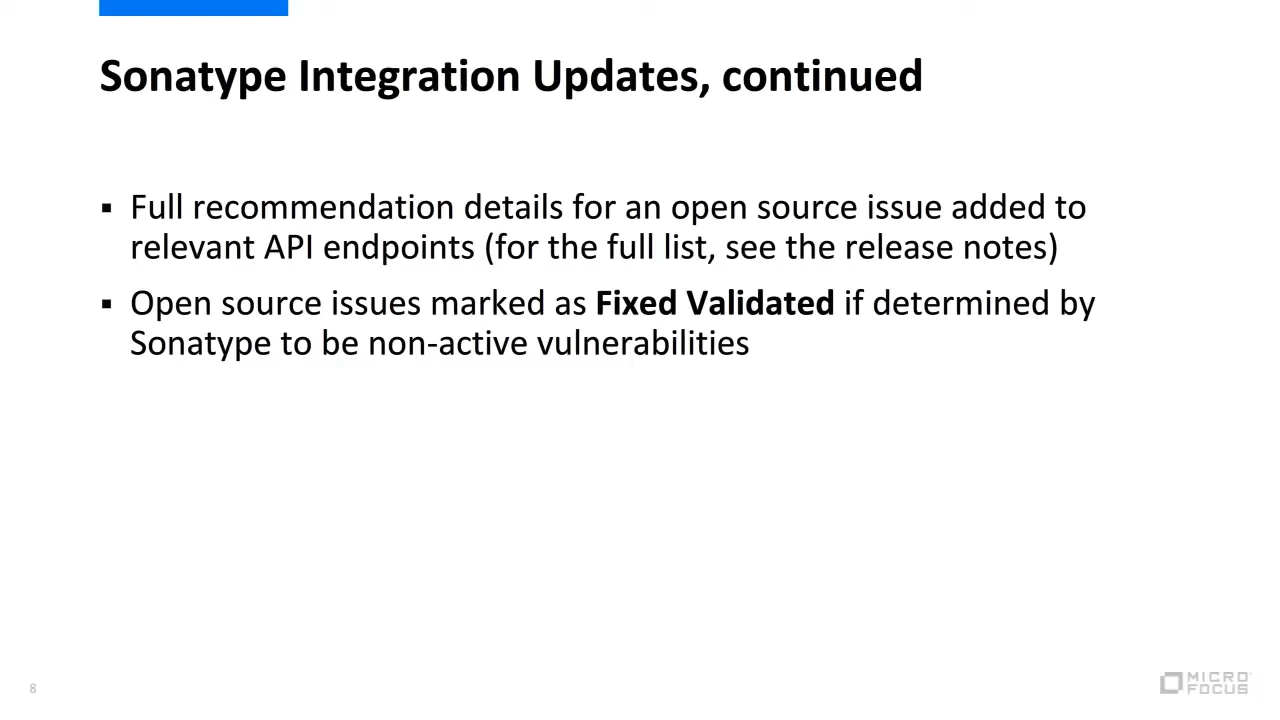 Sonatype Integration Updates, continued
▪ Full recommendation details for an open source issue added to
relevant API endpoints (for the full list, see the release notes)
▪ Open source issues marked as Fixed Validated if determined by
Sonatype to be non-active vulnerabilities
8
MICRO
FOCUS